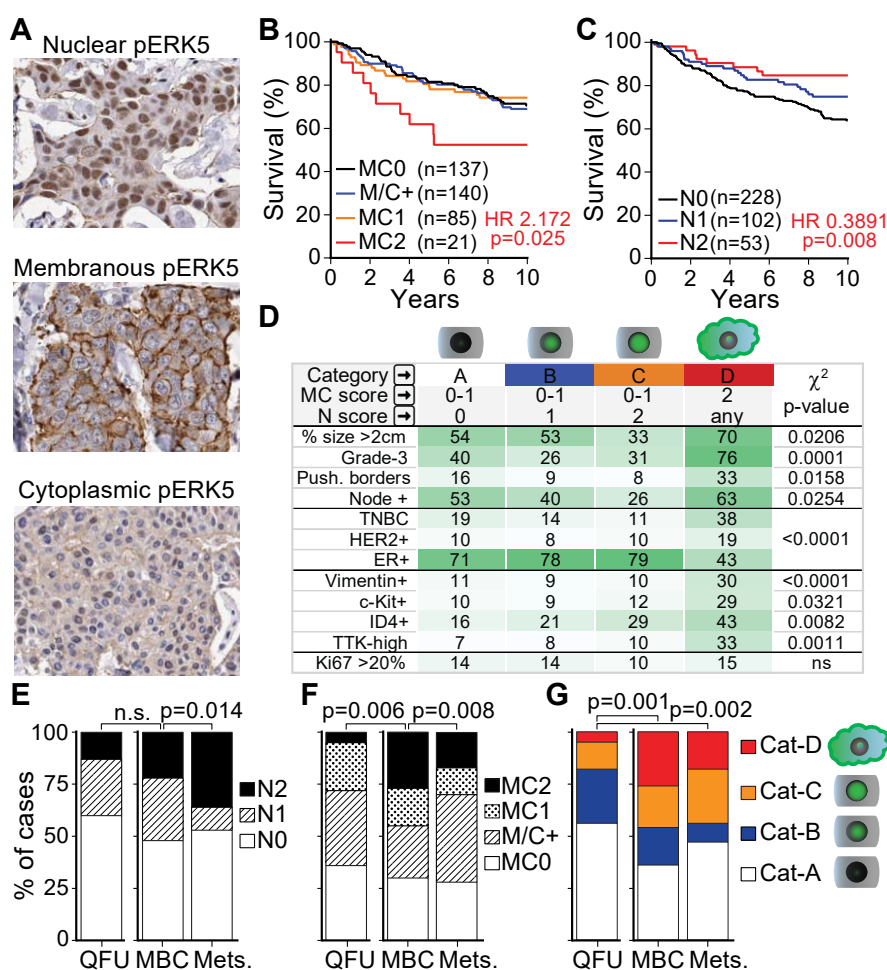 A
Nuclear pERK5
Membranous pERK5
Cytoplasmic pERK5
B
Survival (%)
100
80
60
40
20
0
MC0 (n=137)
M/C+ (n=140)
MC1 (n=85)
MC2 (n=21)
HR 2.172
p=0.025
0 2 4 6 8 10
Years
C
Survival (%)
100
80
60
40
20
0
N0 (n=228)
N1 (n=102)
N2 (n=53)
HR 0.3891
p=0.008
0 2 4 6 8 10
Years
D
Category → A B C D χ² p-value
MC score → 0-1 0-1 0-1 2
N score → 0 1 2 any
% size >2cm 54 53 33 70 0.0206
Grade-3 40 26 31 76 0.0001
Push. borders 16 9 8 33 0.0158
Node + 53 40 26 63 0.0254
TNBC 19 14 11 38
HER2+ 10 8 10 19 <0.0001
ER+ 71 78 79 43
Vimentin+ 11 9 10 30 <0.0001
c-Kit+ 10 9 12 29 0.0321
ID4+ 16 21 29 43 0.0082
TTK-high 7 8 10 33 0.0011
Ki67 >20% 14 14 10 15 ns
E
n.s.
p=0.014
% of cases
100
75
50
25
0
N2
N1
N0
QFU MBC Mets.
F
p=0.006
p=0.008
MC2
MC1
M/C+
MC0
QFU MBC Mets.
G
p=0.001
p=0.002
Cat-D
Cat-C
Cat-B
Cat-A
QFU MBC Mets.